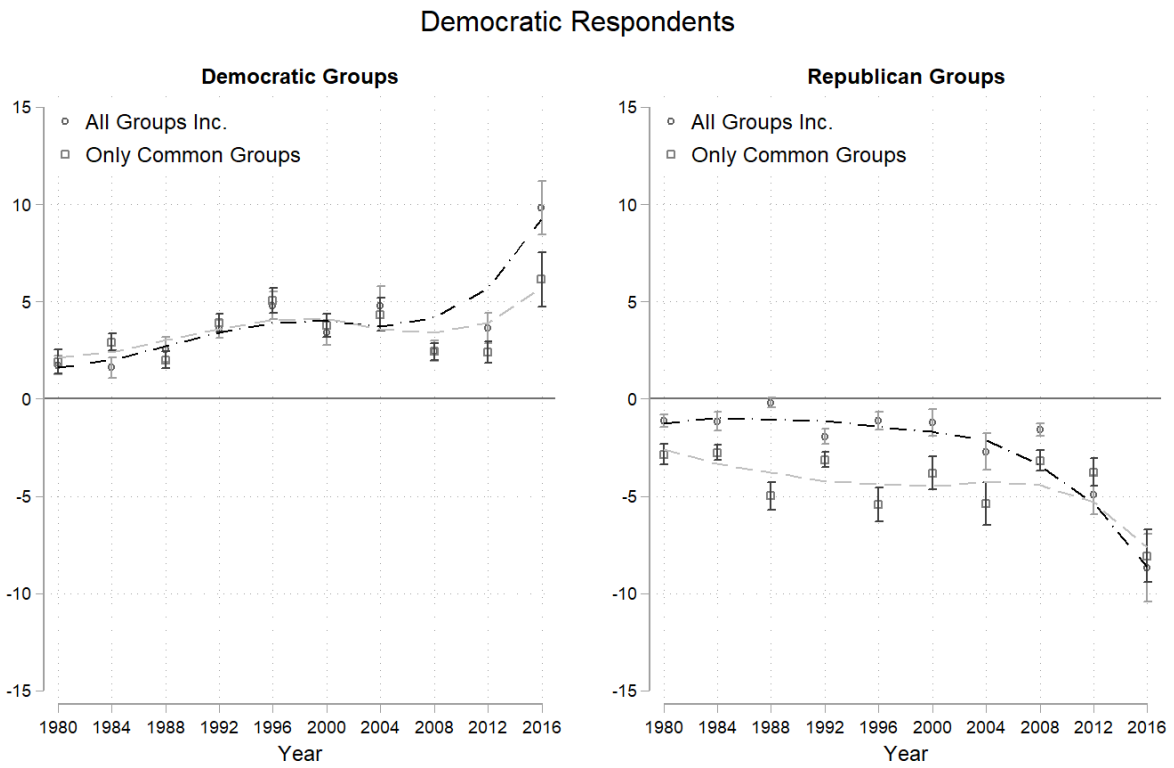 Democratic Respondents
Democratic Groups
15
10
5
0
-5
-10
-15
All Groups Inc.
Only Common Groups
1980 1984 1988 1992 1996 2000 2004 2008 2012 2016
Year
Republican Groups
15
10
5
0
-5
-10
-15
All Groups Inc.
Only Common Groups
1980 1984 1988 1992 1996 2000 2004 2008 2012 2016
Year